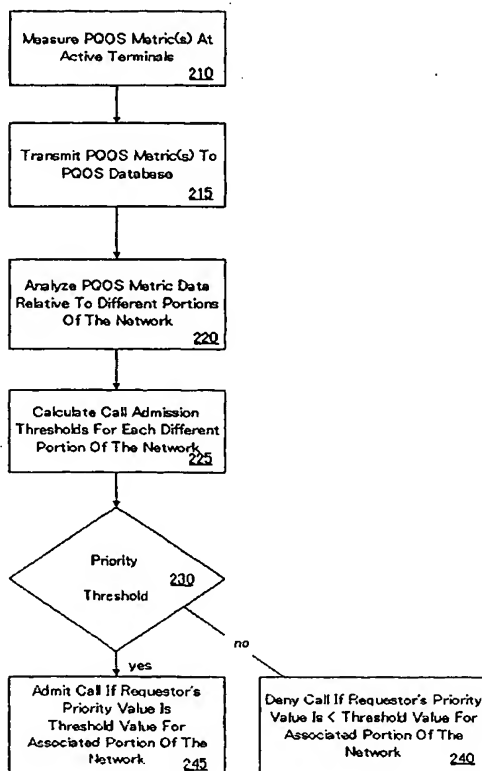 Measure PQOS Metric(s) At
Active Terminals
210
Transmit PQOS Metric(s) To
PQOS Database
215
Analyze PQOS Metric Data
Relative To Different Portions
Of The Network
220
Calculate Call Admission
Thresholds For Each Different
Portion Of The Network
225
Priority
230
Threshold
no
yes
Admit Call If Requestor's
Priority Value Is
Threshold Value For
Associated Portion Of The
Network
245
Deny Call If Requestor's Priority
Value Is < Threshold Value For
Associated Portion Of The
Network
240